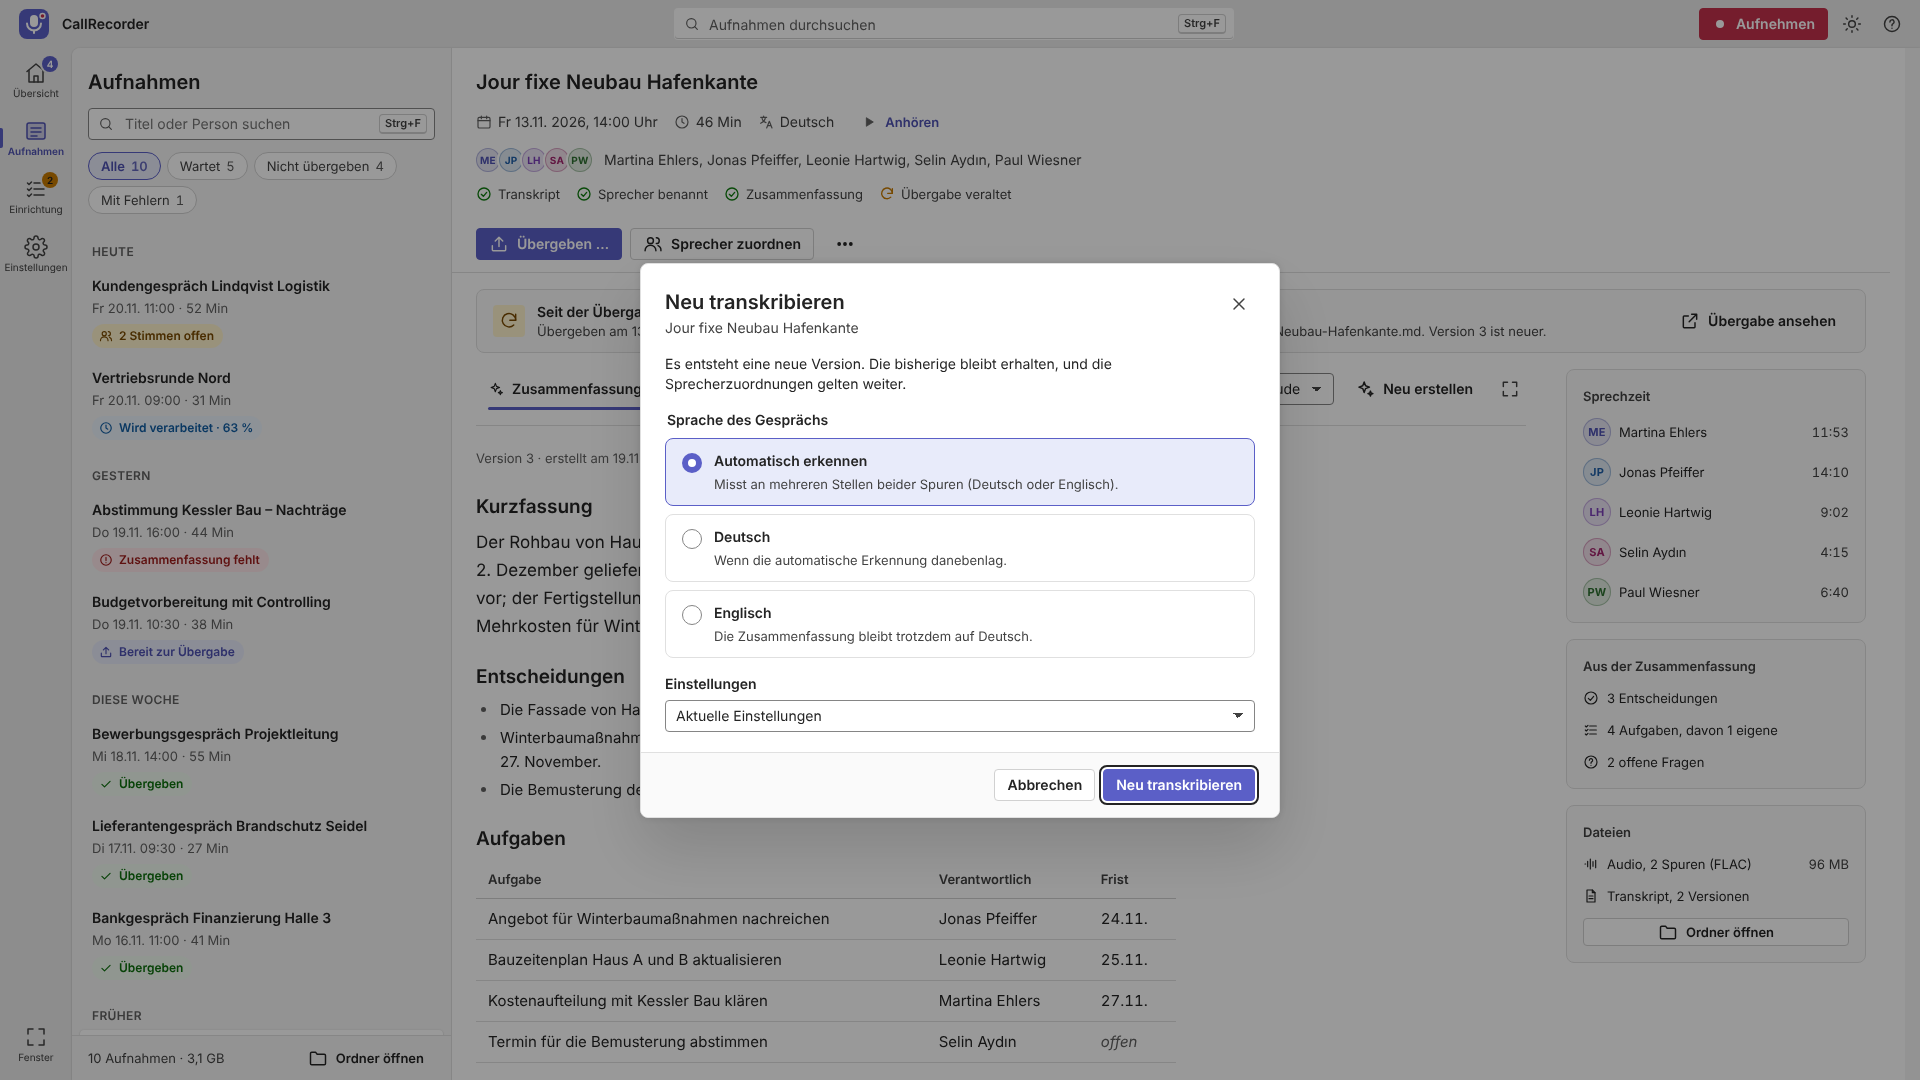 CallRecorder
Aufnahmen durchsuchen
Strg+F
Aufnehmen
4
Übersicht
Aufnahmen
2
Einrichtung
Einstellungen
Fenster
Aufnahmen
Titel oder Person suchen
Strg+F
Alle 10
Wartet 5
Nicht übergeben 4
Mit Fehlern 1
HEUTE
Kundengespräch Lindqvist Logistik
Fr 20.11. 11:00 · 52 Min
2 Stimmen offen
Vertriebsrunde Nord
Fr 20.11. 09:00 · 31 Min
Wird verarbeitet · 63 %
GESTERN
Abstimmung Kessler Bau – Nachträge
Do 19.11. 16:00 · 44 Min
Zusammenfassung fehlt
Budgetvorbereitung mit Controlling
Do 19.11. 10:30 · 38 Min
Bereit zur Übergabe
DIESE WOCHE
Bewerbungsgespräch Projektleitung
Mi 18.11. 14:00 · 55 Min
Übergeben
Lieferantengespräch Brandschutz Seidel
Di 17.11. 09:30 · 27 Min
Übergeben
Bankgespräch Finanzierung Halle 3
Mo 16.11. 11:00 · 41 Min
Übergeben
FRÜHER
10 Aufnahmen · 3,1 GB
Ordner öffnen
Jour fixe Neubau Hafenkante
Fr 13.11. 2026, 14:00 Uhr
46 Min
Deutsch
Anhören
ME JP LH SA PW
Martina Ehlers, Jonas Pfeiffer, Leonie Hartwig, Selin Aydın, Paul Wiesner
Transkript
Sprecher benannt
Zusammenfassung
Übergabe veraltet
Übergeben ...
Sprecher zuordnen
Seit der Überga
Übergeben am 13
Neubau-Hafenkante.md. Version 3 ist neuer.
Übergabe ansehen
Zusammenfassung
Neu erstellen
Version 3 · erstellt am 19.11
Kurzfassung
Der Rohbau von Hau
2. Dezember geliefer
vor; der Fertigstellun
Mehrkosten für Wint
Entscheidungen
Die Fassade von Ha
Winterbaumaßnahm
27. November.
Die Bemusterung de
Aufgaben
Aufgabe Verantwortlich Frist
Angebot für Winterbaumaßnahmen nachreichen Jonas Pfeiffer 24.11.
Bauzeitenplan Haus A und B aktualisieren Leonie Hartwig 25.11.
Kostenaufteilung mit Kessler Bau klären Martina Ehlers 27.11.
Termin für die Bemusterung abstimmen Selin Aydın offen
Neu transkribieren
Jour fixe Neubau Hafenkante
Es entsteht eine neue Version. Die bisherige bleibt erhalten, und die
Sprecherzuordnungen gelten weiter.
Sprache des Gesprächs
Automatisch erkennen
Misst an mehreren Stellen beider Spuren (Deutsch oder Englisch).
Deutsch
Wenn die automatische Erkennung danebenlag.
Englisch
Die Zusammenfassung bleibt trotzdem auf Deutsch.
Einstellungen
Aktuelle Einstellungen
Abbrechen
Neu transkribieren
Sprechzeit
ME Martina Ehlers 11:53
JP Jonas Pfeiffer 14:10
LH Leonie Hartwig 9:02
SA Selin Aydın 4:15
PW Paul Wiesner 6:40
Aus der Zusammenfassung
3 Entscheidungen
4 Aufgaben, davon 1 eigene
2 offene Fragen
Dateien
Audio, 2 Spuren (FLAC) 96 MB
Transkript, 2 Versionen
Ordner öffnen